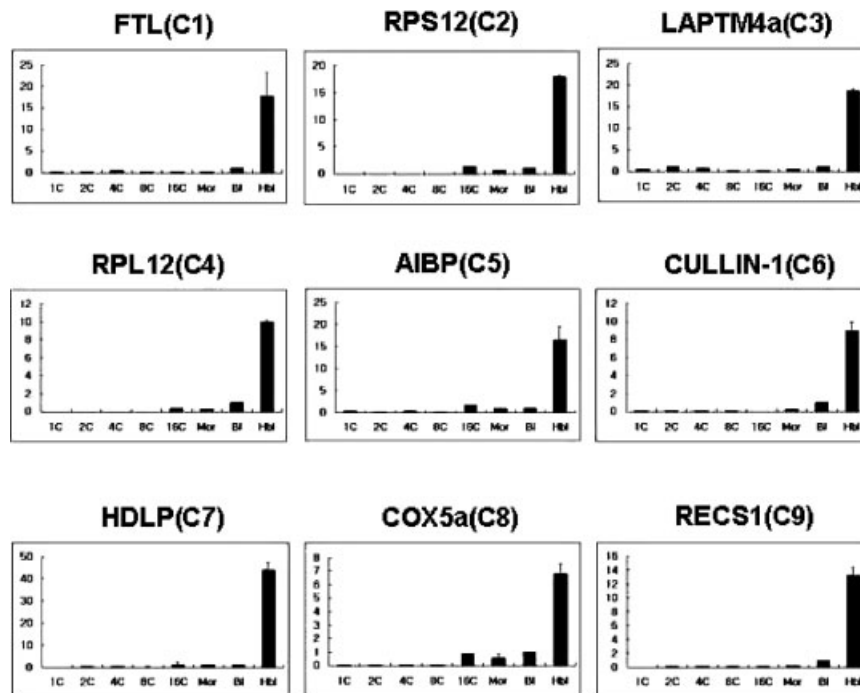 FTL(C1) RPS12(C2) LAPTM4a(C3)
25 20 25
20 15 20
15 10 15
10 5 10
5 0 5
0 0
1C 2C 4C 8C 16C Mor Bl Hbl 1C 2C 4C 8C 16C Mor Bl Hbl 1C 2C 4C 8C 16C Mor Bl Hbl
RPL12(C4) AIBP(C5) CULLIN-1(C6)
12 25 12
10 20 10
8 15 8
6 10 6
4 5 4
2 0 2
0 0
1C 2C 4C 8C 16C Mor Bl Hbl 1C 2C 4C 8C 16C Mor Bl Hbl 1C 2C 4C 8C 16C Mor Bl Hbl
HDLP(C7) COX5a(C8) RECS1(C9)
50 8 16
40 7 14
30 6 12
20 5 10
10 4 8
0 3 6
2 4
1 2
0 0
1C 2C 4C 8C 16C Mor Bl Hbl 1C 2C 4C 8C 16C Mor Bl Hbl 1C 2C 4C 8C 16C Mor Bl Hbl